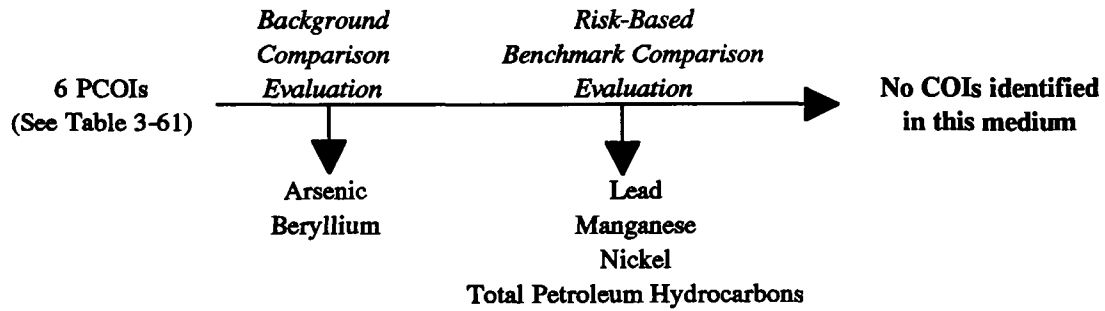 Background
Comparison
Evaluation
Risk-Based
Benchmark Comparison
Evaluation
6 PCOIs
(See Table 3-61)
No COIs identified
in this medium
Arsenic
Beryllium
Lead
Manganese
Nickel
Total Petroleum Hydrocarbons